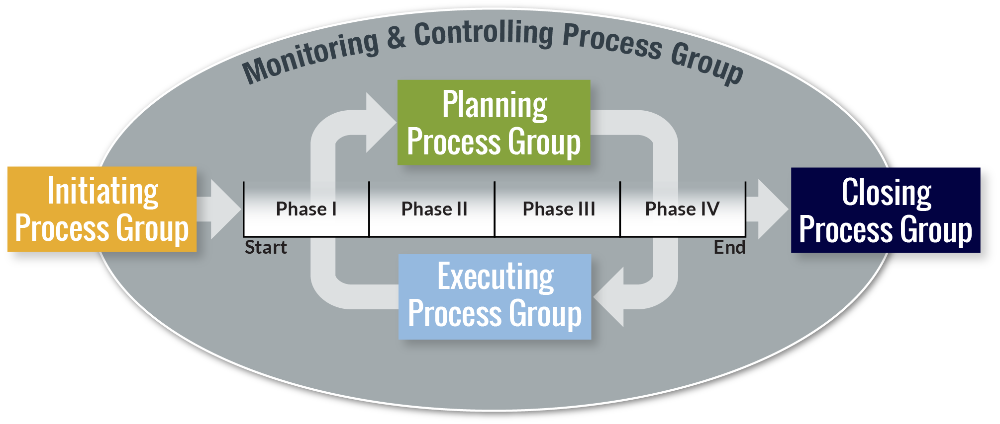 Monitoring & Controlling Process Group
Planning
Process Group
Initiating
Process Group
Phase I
Phase II
Phase III
Phase IV
Closing
Process Group
Start
End
Executing
Process Group